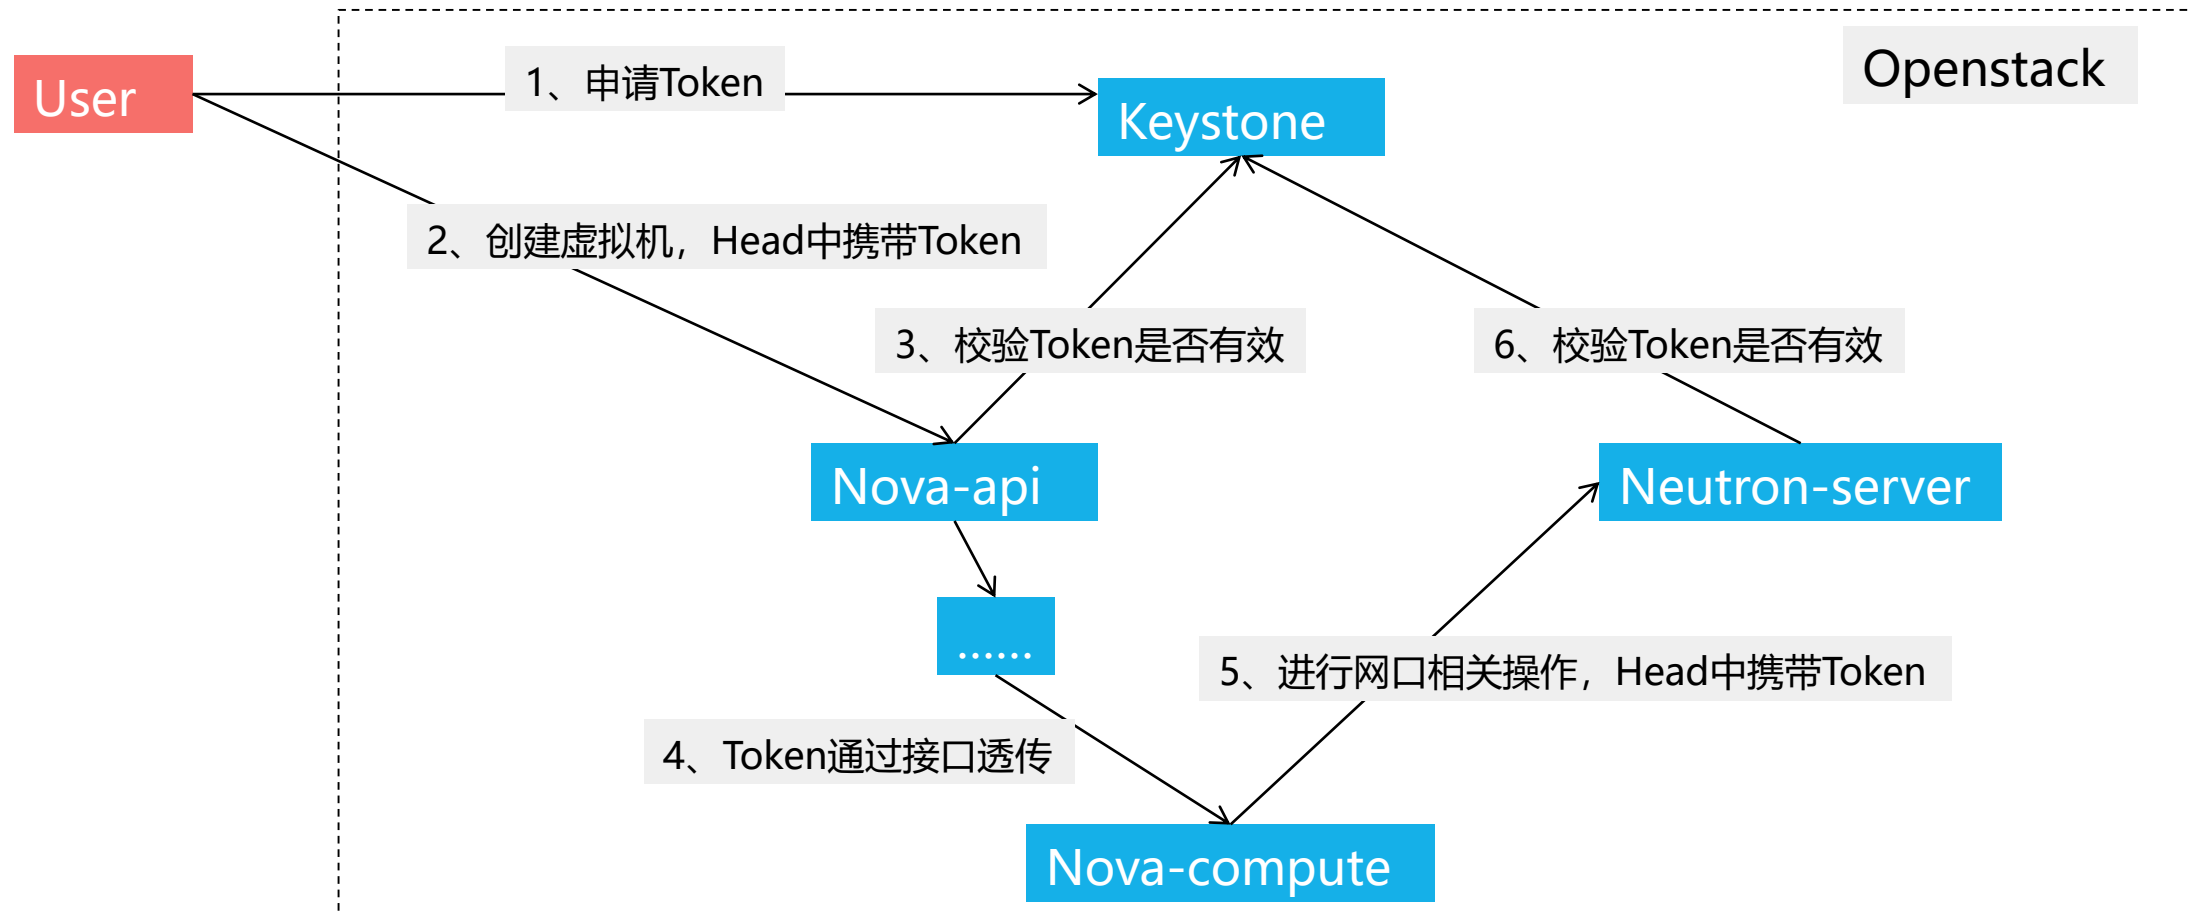 Openstack
User
1、申请Token
Keystone
2、创建虚拟机，Head中携带Token
3、校验Token是否有效
6、校验Token是否有效
Nova-api
Neutron-server
......
5、进行网口相关操作，Head中携带Token
4、Token通过接口透传
Nova-compute